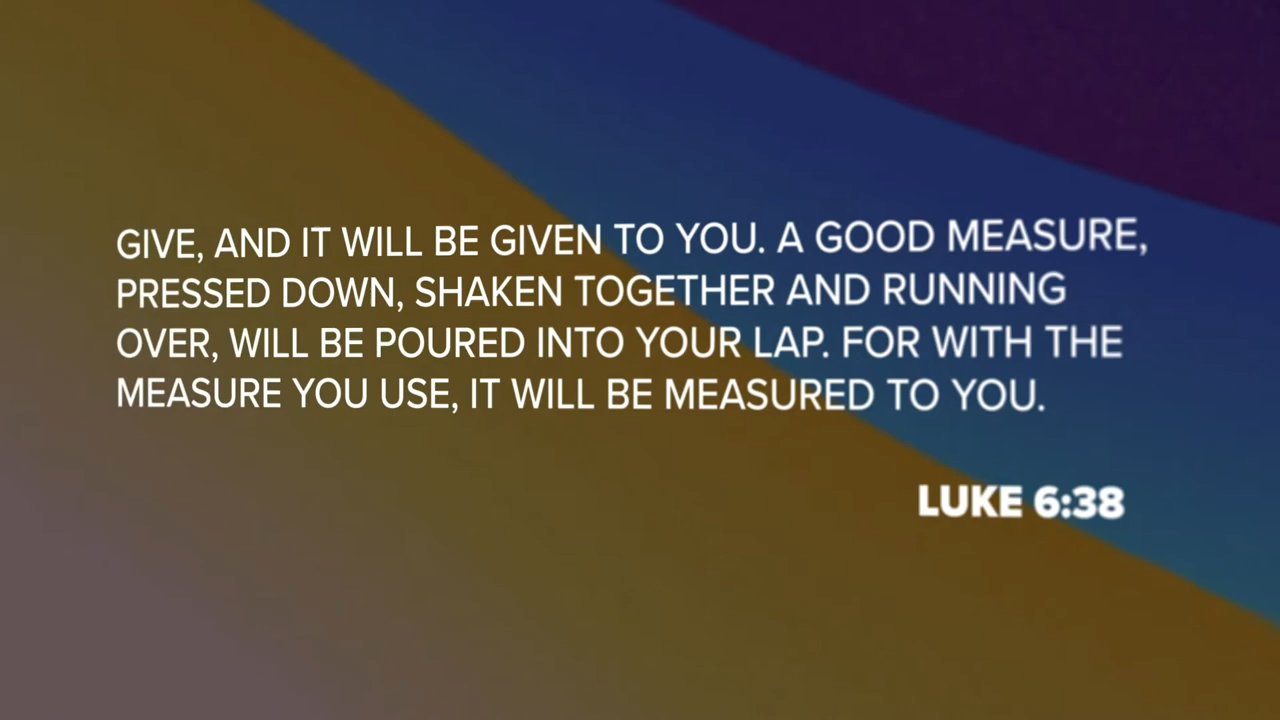 GIVE, AND IT WILL BE GIVEN TO YOU. A GOOD MEASURE,
PRESSED DOWN, SHAKEN TOGETHER AND RUNNING
OVER, WILL BE POURED INTO YOUR LAP. FOR WITH THE
MEASURE YOU USE, IT WILL BE MEASURED TO YOU.
LUKE 6:38